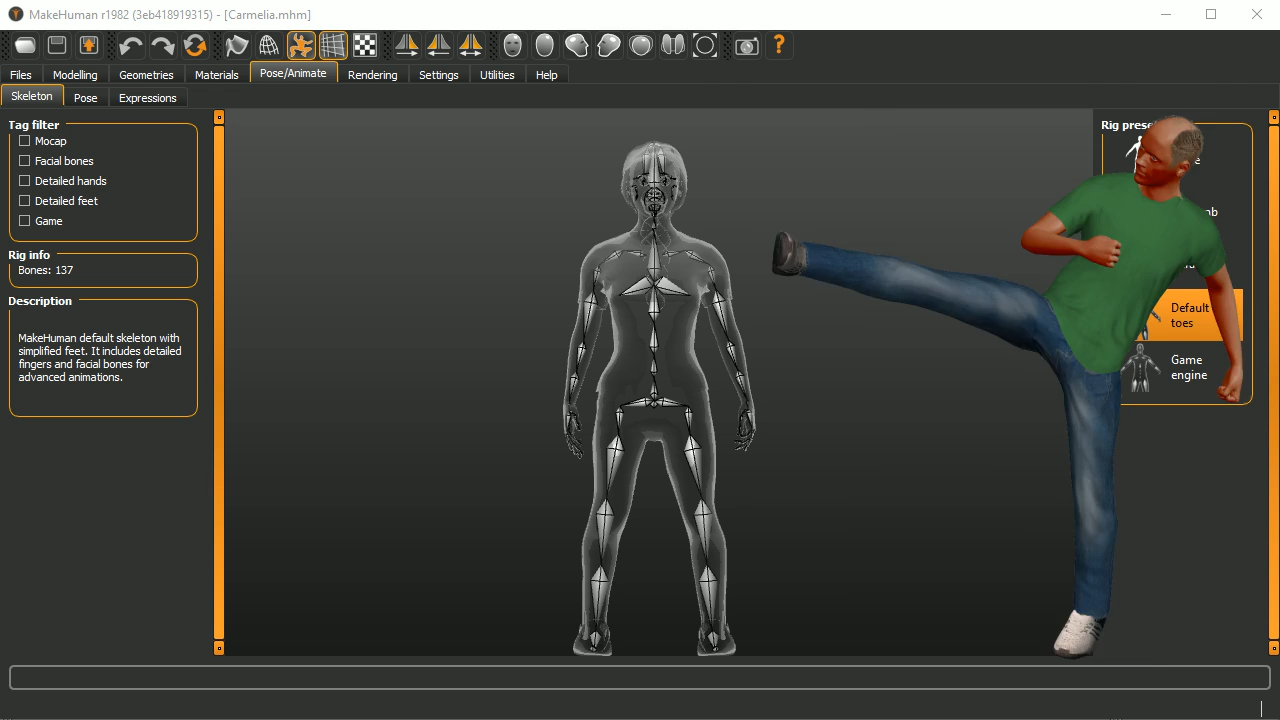 MakeHuman r1982 (3eb418919315) - [Carmelia.mhm]
Files Modelling Geometries Materials Pose/Animate Rendering Settings Utilities Help
Skeleton Pose Expressions
Tag filter
Mocap
Facial bones
Detailed hands
Detailed feet
Game
Rig info
Bones: 137
Description
MakeHuman default skeleton with
simplified feet. It includes detailed
fingers and facial bones for
advanced animations.
Rig
Default
toes
Game
engine